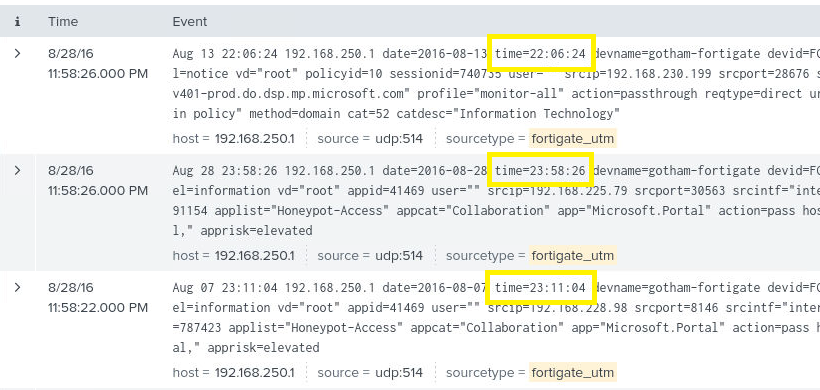 i Time Event
8/28/16 11:58:26.000 PM
Aug 13 22:06:24 192.168.250.1 date=2016-08-13 time=22:06:24 devname=gotham-fortigate devid=FG
l=notice vd="root" policyid=10 sessionid=740735 user="" srcip=192.168.230.199 srcport=28676 s
v401-prod.do.dsp.mp.microsoft.com" profile="monitor-all" action=passthrough reqtype=direct ur
in policy" method=domain cat=52 catdesc="Information Technology"
host = 192.168.250.1 source = udp:514 sourcetype = fortigate_utm
8/28/16 11:58:26.000 PM
Aug 28 23:58:26 192.168.250.1 date=2016-08-28 time=23:58:26 devname=gotham-fortigate devid=FG
el=information vd="root" appid=41469 user="" srcip=192.168.225.79 srcport=30563 srcintf="inte
91154 applist="Honeypot-Access" appcat="Collaboration" app="Microsoft.Portal" action=pass hos
l," apprisk=elevated
host = 192.168.250.1 source = udp:514 sourcetype = fortigate_utm
8/28/16 11:58:22.000 PM
Aug 07 23:11:04 192.168.250.1 date=2016-08-07 time=23:11:04 devname=gotham-fortigate devid=FG
el=information vd="root" appid=41469 user="" srcip=192.168.228.98 srcport=8146 srcintf="inter
=787423 applist="Honeypot-Access" appcat="Collaboration" app="Microsoft.Portal" action=pass h
al," apprisk=elevated
host = 192.168.250.1 source = udp:514 sourcetype = fortigate_utm